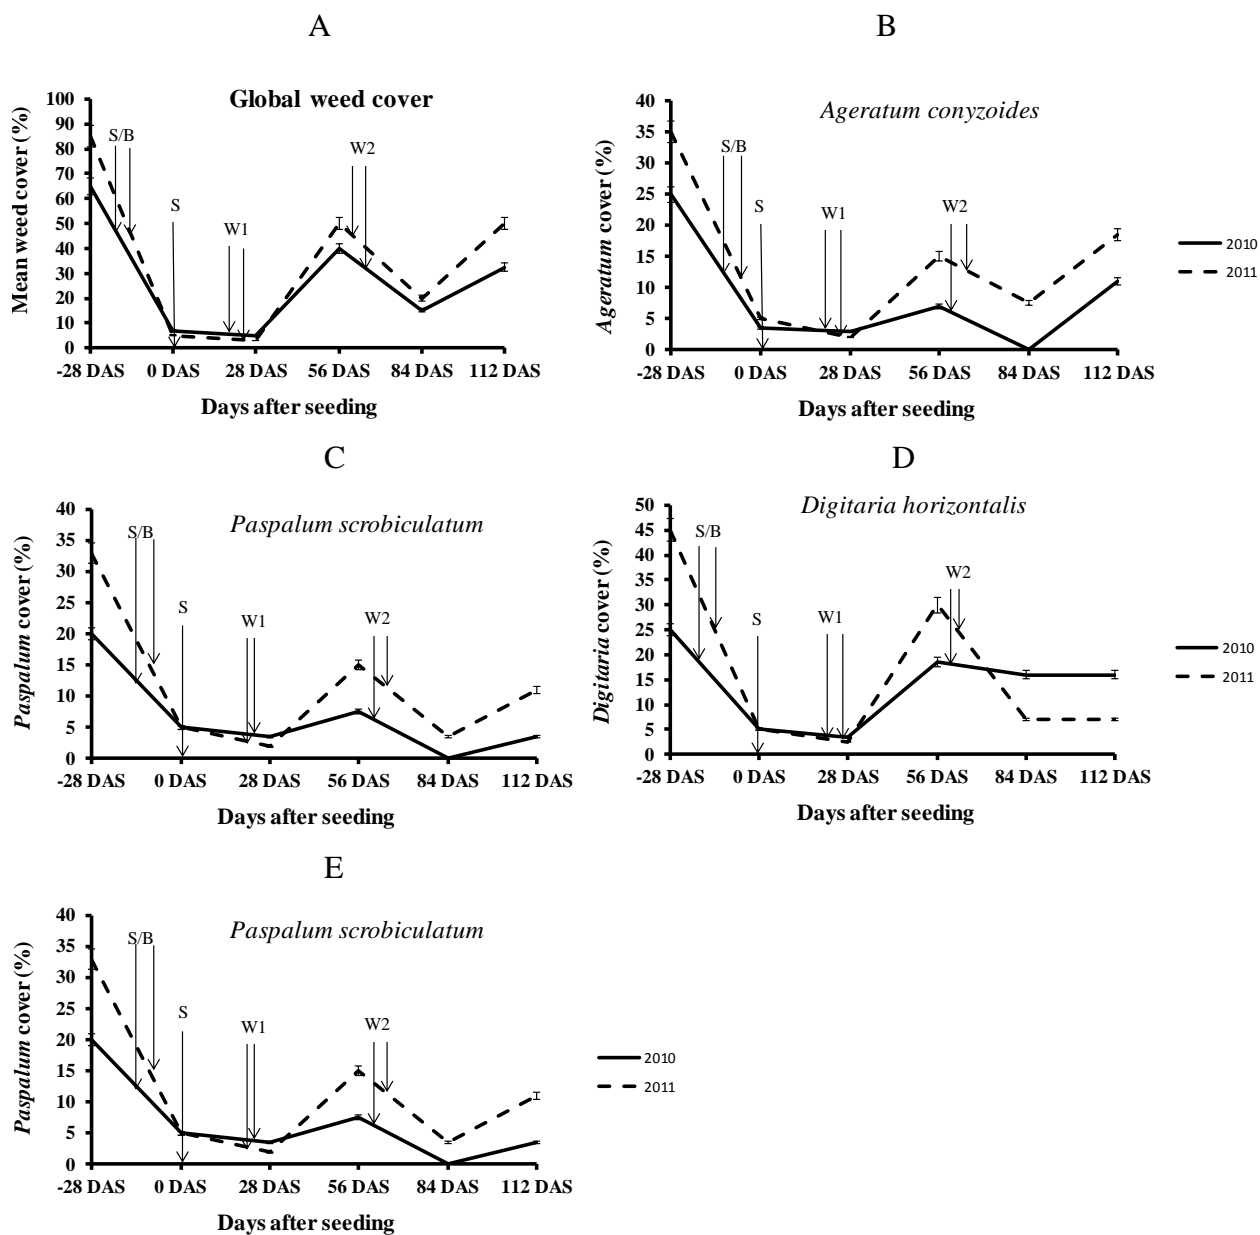 A
Global weed cover
Mean weed cover (%)
100
90
80
70
60
50
40
30
20
10
0
S/B
S
W1
W2
-28 DAS 0 DAS 28 DAS 56 DAS 84 DAS 112 DAS
Days after seeding
B
Ageratum conyzoides
Ageratum cover (%)
40
35
30
25
20
15
10
5
0
S/B
S
W1
W2
-28 DAS 0 DAS 28 DAS 56 DAS 84 DAS 112 DAS
Days after seeding
2010
2011
C
Paspalum scrobiculatum
Paspalum cover (%)
40
35
30
25
20
15
10
5
0
S/B
S
W1
W2
-28 DAS 0 DAS 28 DAS 56 DAS 84 DAS 112 DAS
Days after seeding
D
Digitaria horizontalis
Digitaria cover (%)
50
45
40
35
30
25
20
15
10
5
0
S/B
S
W1
W2
-28 DAS 0 DAS 28 DAS 56 DAS 84 DAS 112 DAS
Days after seeding
2010
2011
E
Paspalum scrobiculatum
Paspalum cover (%)
40
35
30
25
20
15
10
5
0
S/B
S
W1
W2
-28 DAS 0 DAS 28 DAS 56 DAS 84 DAS 112 DAS
Days after seeding
2010
2011